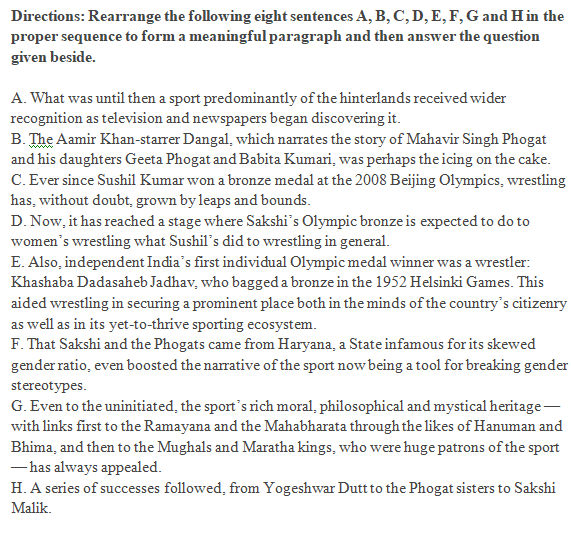 Directions: Rearrange the following eight sentences A, B, C, D, E, F, G and H in the
proper sequence to form a meaningful paragraph and then answer the question
given beside.
A. What was until then a sport predominantly of the hinterlands received wider
recognition as television and newspapers began discovering it.
B. The Aamir Khan-starrer Dangal, which narrates the story of Mahavir Singh Phogat
and his daughters Geeta Phogat and Babita Kumari, was perhaps the icing on the cake.
C. Ever since Sushil Kumar won a bronze medal at the 2008 Beijing Olympics, wrestling
has, without doubt, grown by leaps and bounds.
D. Now, it has reached a stage where Sakshi’s Olympic bronze is expected to do to
women’s wrestling what Sushil’s did to wrestling in general.
E. Also, independent India’s first individual Olympic medal winner was a wrestler:
Khashaba Dadasaheb Jadhav, who bagged a bronze in the 1952 Helsinki Games. This
aided wrestling in securing a prominent place both in the minds of the country’s citizenry
as well as in its yet-to-thrive sporting ecosystem.
F. That Sakshi and the Phogats came from Haryana, a State infamous for its skewed
gender ratio, even boosted the narrative of the sport now being a tool for breaking gender
stereotypes.
G. Even to the uninitiated, the sport’s rich moral, philosophical and mystical heritage —
with links first to the Ramayana and the Mahabharata through the likes of Hanuman and
Bhima, and then to the Mughals and Maratha kings, who were huge patrons of the sport
— has always appealed.
H. A series of successes followed, from Yogeshwar Dutt to the Phogat sisters to Sakshi
Malik.